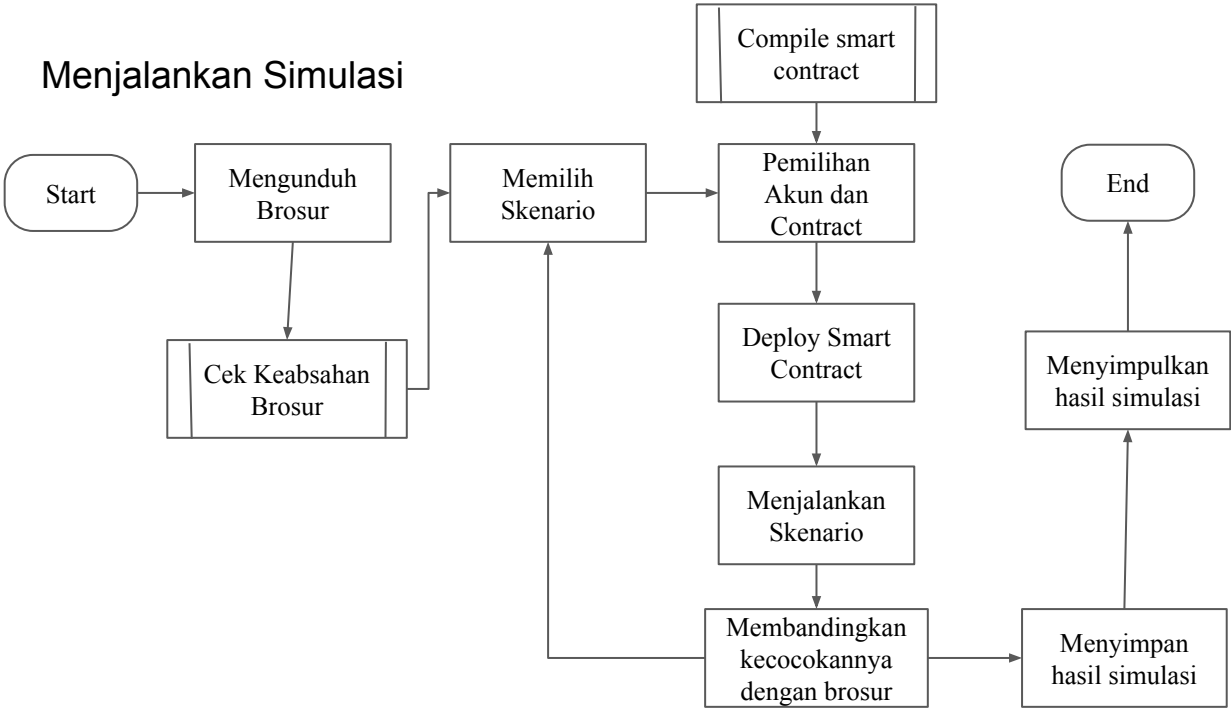 Menjalankan Simulasi
Start
Mengunduh
Brosur
Cek Keabsahan
Brosur
Memilih
Skenario
Compile smart
contract
Pemilihan
Akun dan
Contract
Deploy Smart
Contract
Menjalankan
Skenario
Membandingkan
kecocokannya
dengan brosur
Menyimpan
hasil simulasi
Menyimpulkan
hasil simulasi
End